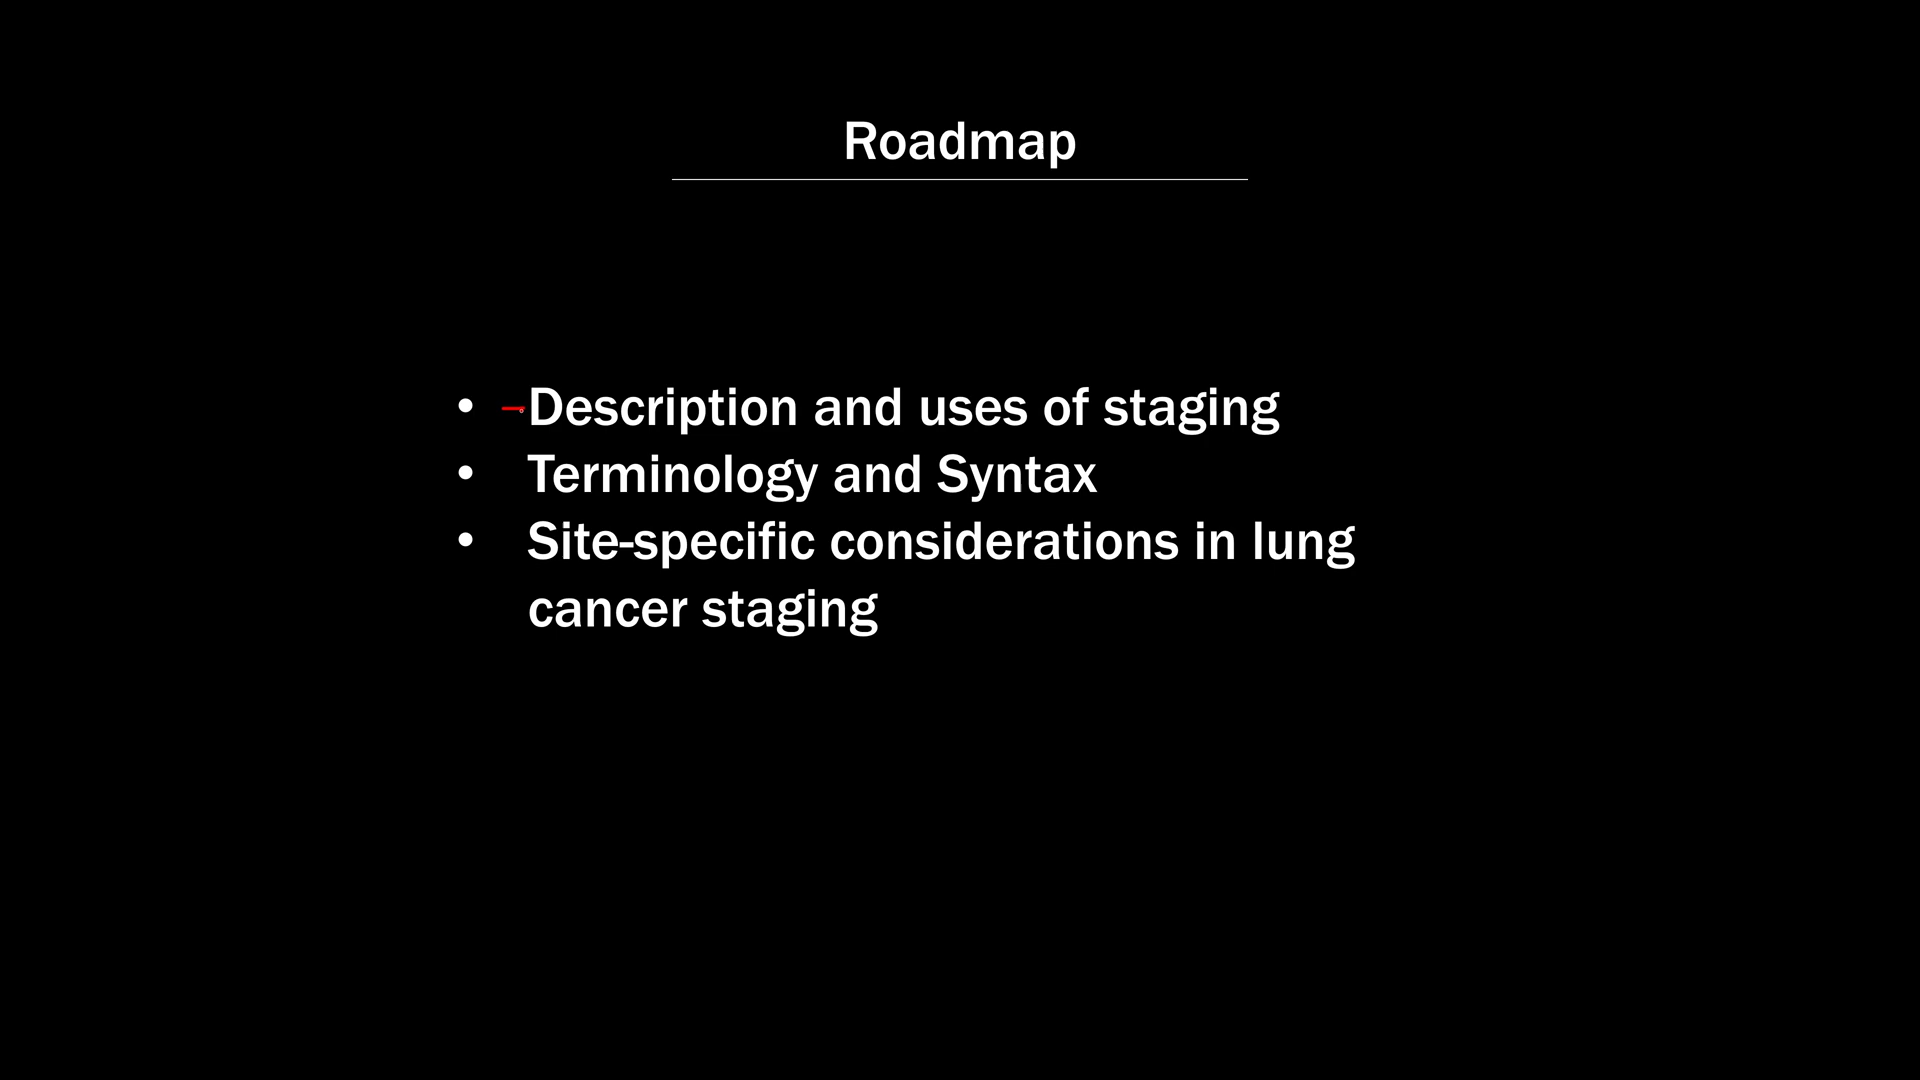 Roadmap
• Description and uses of staging
• Terminology and Syntax
• Site-specific considerations in lung
cancer staging